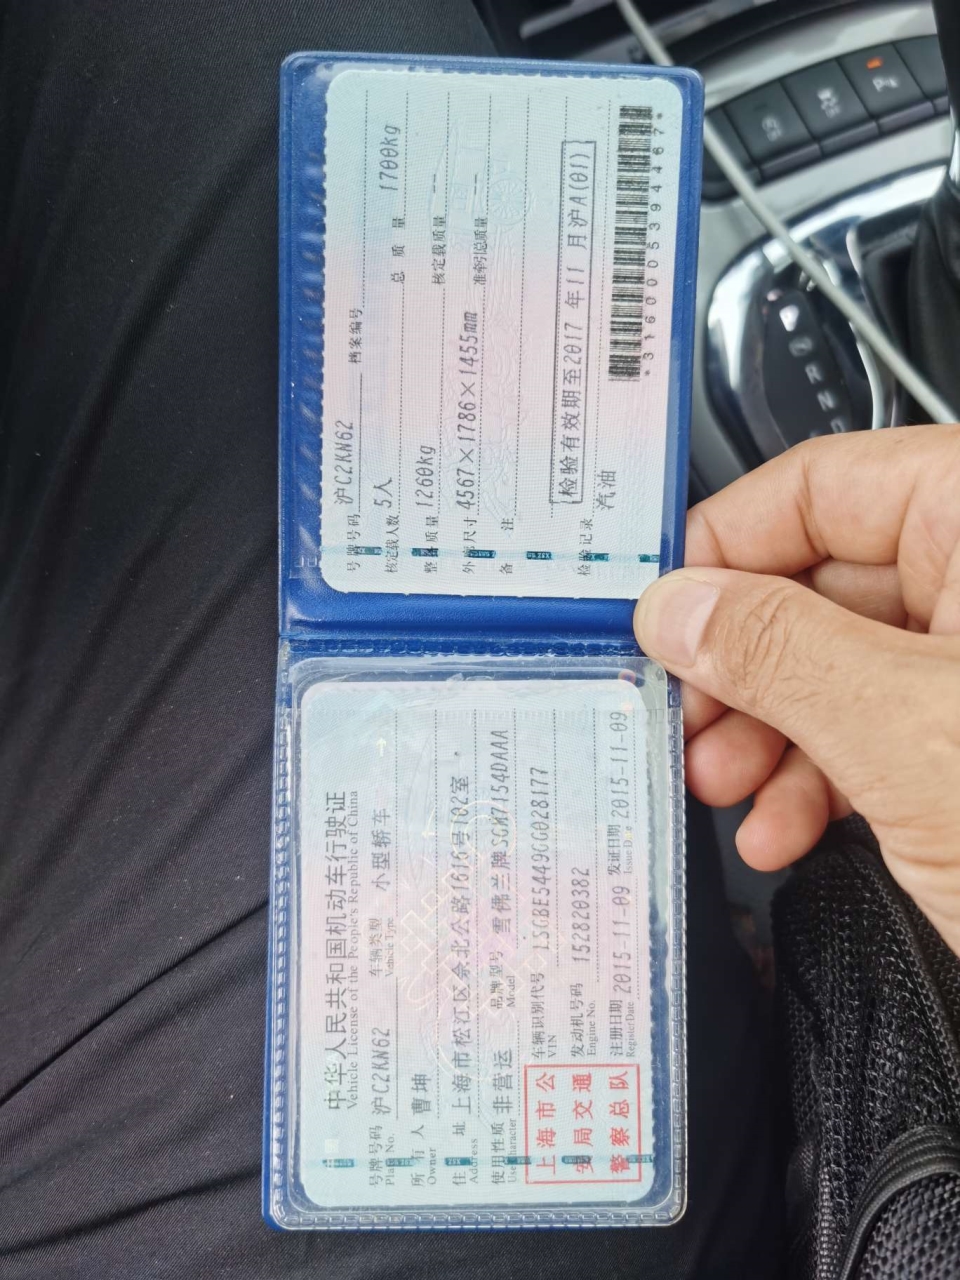 中华人民共和国机动车行驶证
Vehicle License of the People's Republic of China
号牌号码 沪C2KN62 车辆类型 小型轿车
Plate No. Vehicle Type
所有人 曹坤
Owner
住址 上海市松江区佘北公路1616号102室
Address
使用性质 非营运 品牌型号 雪佛兰牌SGM7154DAAA
Use Character Model
上海市公
安局交通
警察总队
车辆识别代号 LSGBE5449GG028177
VIN
发动机号码 152820382
Engine No.
注册日期 2015-11-09 发证日期 2015-11-09
Register Date Issue Date
号牌号码 沪C2KN62 档案编号
核定载人数 5人 总质量 1700kg
整备质量 1260kg 核定载质量 --
外廓尺寸 4567×1786×1455mm 准牵引总质量 --
备注
检验有效期至2017年11月沪A(01)
检验记录 汽油
*3160005394467*